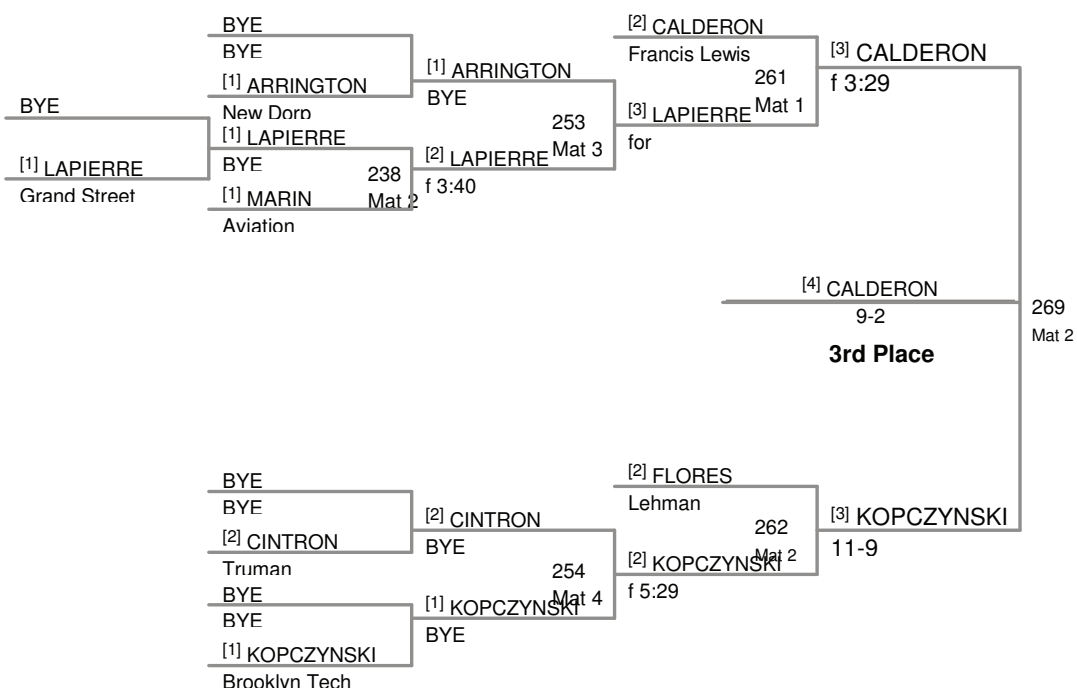 BYE
[1] LAPIERRE
Grand Street
BYE
BYE
[1] ARRINGTON
New Dorp
[1] LAPIERRE
BYE
238
Mat 2
[1] MARIN
Aviation
[1] ARRINGTON
BYE
253
Mat 3
[2] LAPIERRE
f 3:40
[2] CALDERON
Francis Lewis
261
Mat 1
[3] LAPIERRE
for
[3] CALDERON
f 3:29
[4] CALDERON
9-2
3rd Place
269
Mat 2
BYE
BYE
[2] CINTRON
Truman
BYE
BYE
[1] KOPCZYNSKI
Brooklyn Tech
[2] CINTRON
BYE
254
Mat 4
[1] KOPCZYNSKI
BYE
[2] FLORES
Lehman
262
Mat 2
[2] KOPCZYNSKI
f 5:29
[3] KOPCZYNSKI
11-9